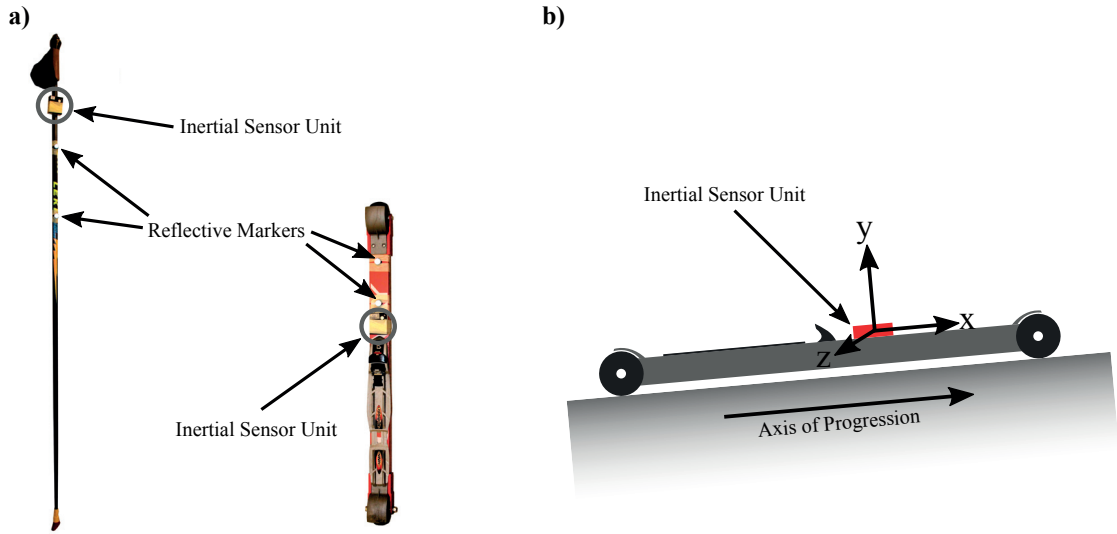 a)
b)
Inertial Sensor Unit
Reflective Markers
Inertial Sensor Unit
Inertial Sensor Unit
y
x
z
Axis of Progression